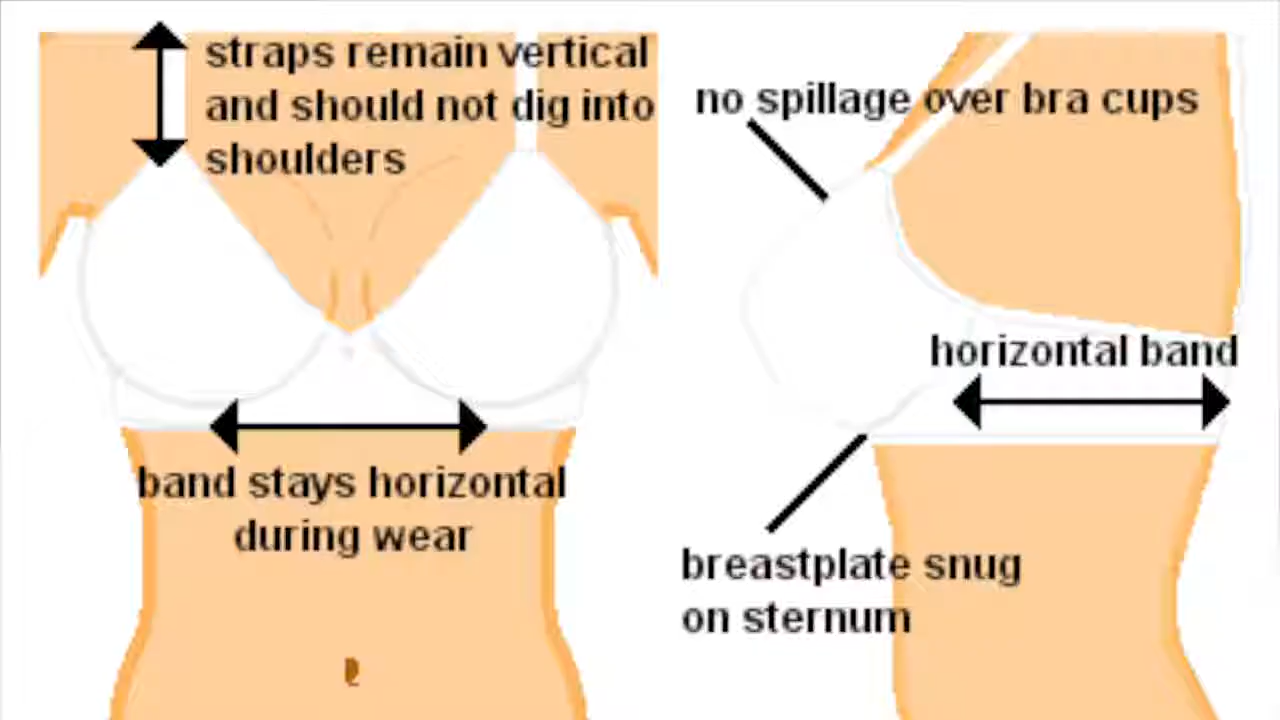 straps remain vertical
and should not dig into
shoulders
no spillage over bra cups
horizontal band
band stays horizontal
during wear
breastplate snug
on sternum